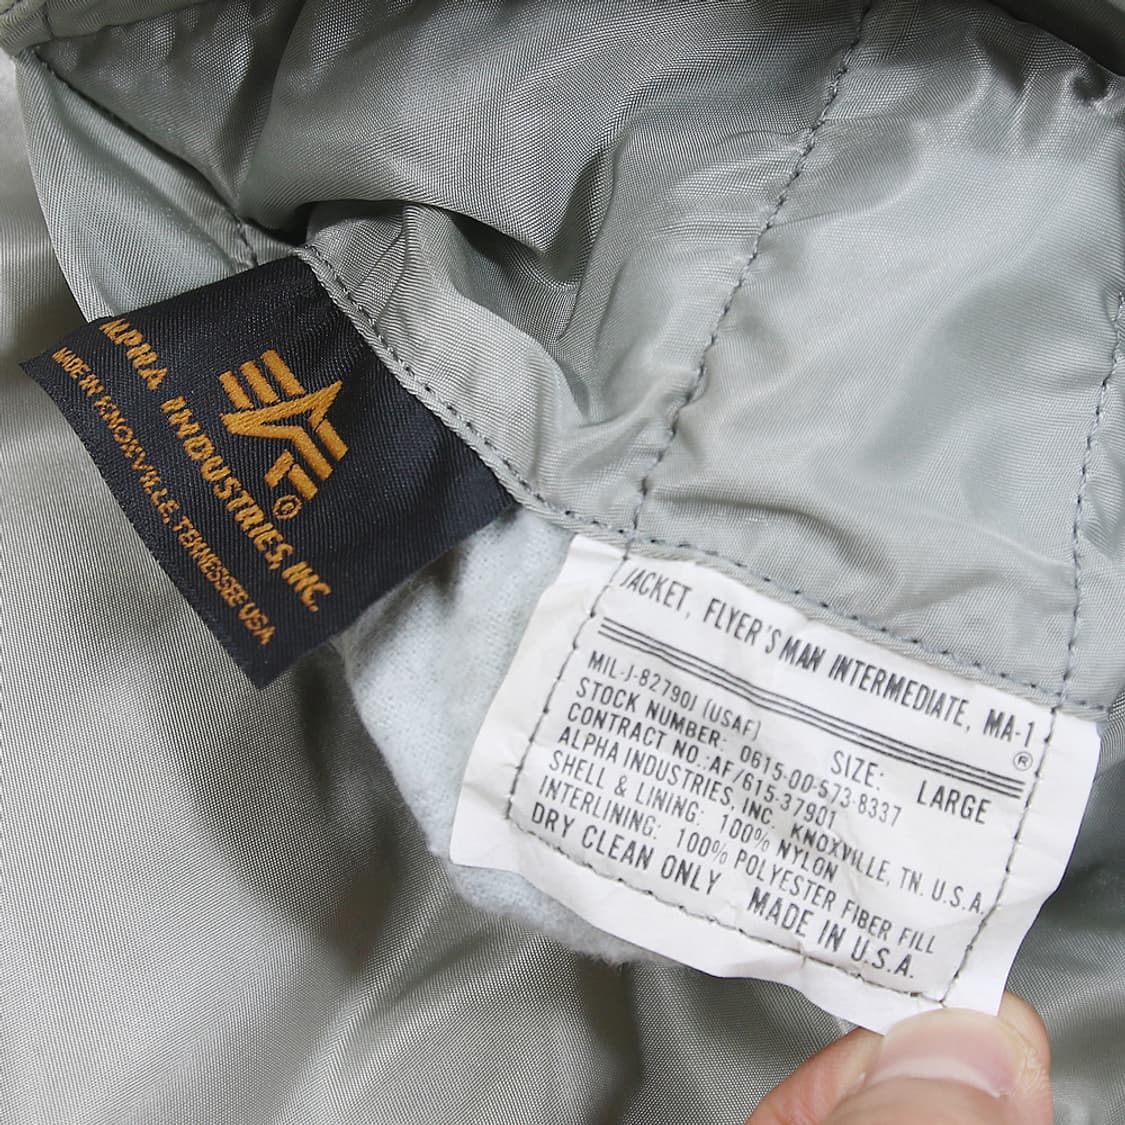 ALPHA INDUSTRIES, INC.
MADE IN KNOXVILLE, TENNESSEE USA
®
JACKET, FLYER'S MAN INTERMEDIATE, MA-1
®
MIL-J-82790J (USAF)
SIZE: LARGE
STOCK NUMBER: 0615-00-573-8337
CONTRACT NO.:AF/615-37901
ALPHA INDUSTRIES, INC. KNOXVILLE, TN. U.S.A.
SHELL & LINING: 100% NYLON
INTERLINING: 100% POLYESTER FIBER FILL
DRY CLEAN ONLY MADE IN U.S.A.